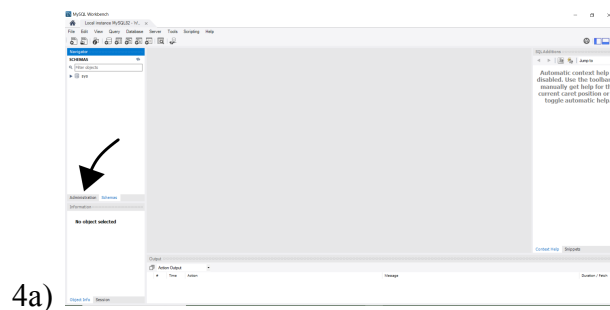 MySQL Workbench
Local instance MySQL80 - W... x
File Edit View Query Database Server Tools Scripting Help
Navigator
SCHEMAS
Filter objects
sys
Administration Schemas
Information
No object selected
Object Info Session
Output
Action Output
# Time Action Message Duration / Fetch
SQLAdditions
Jump to
Automatic context help
disabled. Use the toolbar
manually get help for th
current caret position or
toggle automatic help
Context Help Snippets
4a)